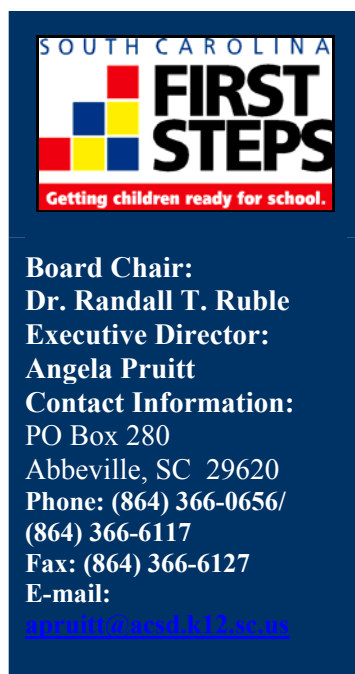 SOUTH CAROLINA
FIRST
STEPS
Getting children ready for school.
Board Chair:
Dr. Randall T. Ruble
Executive Director:
Angela Pruitt
Contact Information:
PO Box 280
Abbeville, SC  29620
Phone: (864) 366-0656/
(864) 366-6117
Fax: (864) 366-6127
E-mail:
apruitt@acsd.k12.sc.us